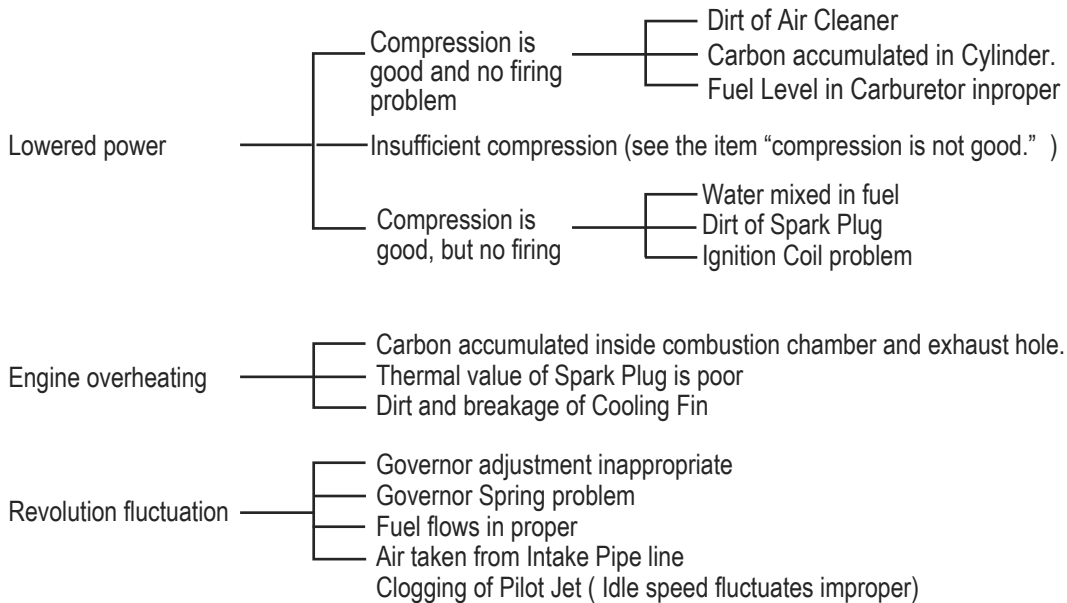 Compression is
good and no firing
problem
Dirt of Air Cleaner
Carbon accumulated in Cylinder.
Fuel Level in Carburetor inproper
Lowered power
Insufficient compression (see the item “compression is not good.” )
Compression is
good, but no firing
Water mixed in fuel
Dirt of Spark Plug
Ignition Coil problem
Engine overheating
Carbon accumulated inside combustion chamber and exhaust hole.
Thermal value of Spark Plug is poor
Dirt and breakage of Cooling Fin
Revolution fluctuation
Governor adjustment inappropriate
Governor Spring problem
Fuel flows in proper
Air taken from Intake Pipe line
Clogging of Pilot Jet ( Idle speed fluctuates improper)